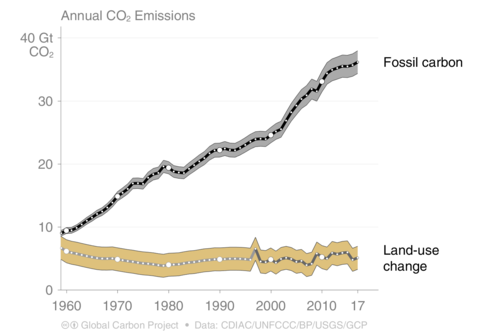 Annual CO₂ Emissions
40 Gt
CO₂
Fossil carbon
30
20
10
Land-use
change
0
1960 1970 1980 1990 2000 2010 17
Global Carbon Project • Data: CDIAC/UNFCCC/BP/USGS/GCP